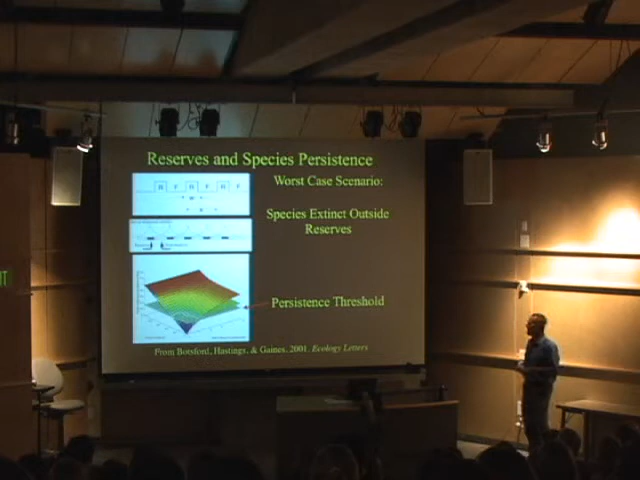 Reserves and Species Persistence
Worst Case Scenario:
Species Extinct Outside
Reserves
Persistence Threshold
From Botsford, Hastings, & Gaines, 2001. Ecology Letters